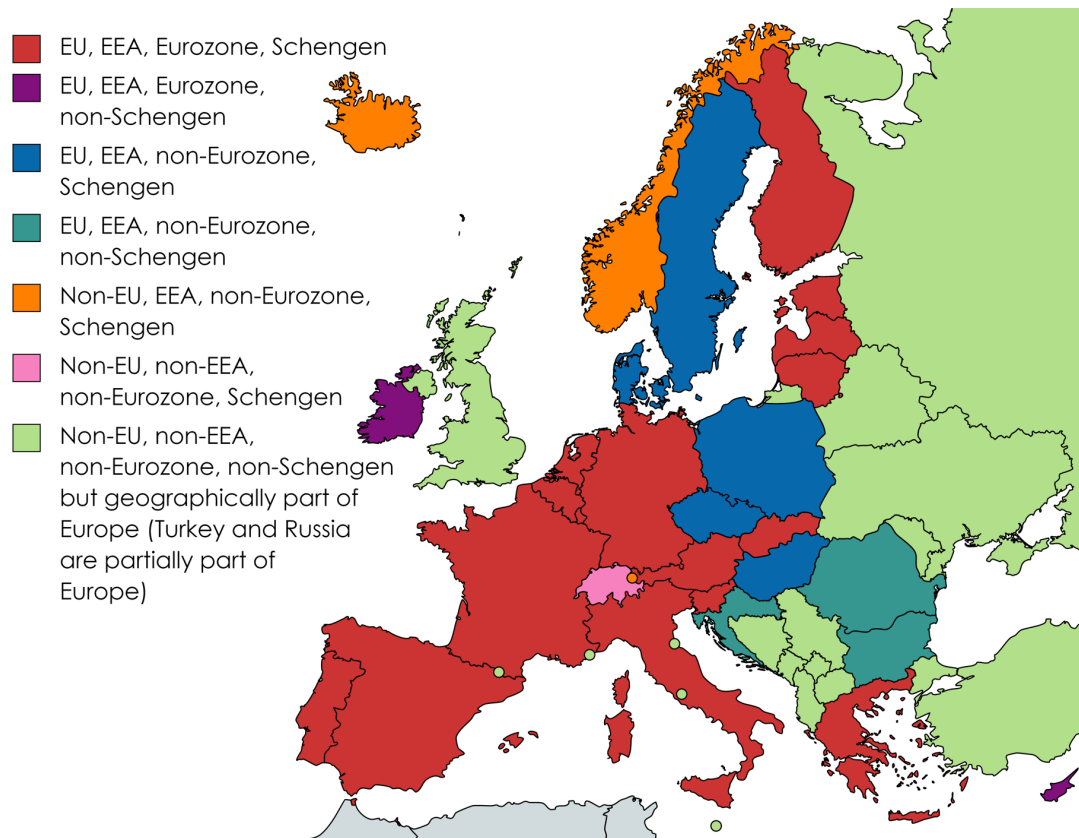 EU, EEA, Eurozone, Schengen
EU, EEA, Eurozone,
non-Schengen
EU, EEA, non-Eurozone,
Schengen
EU, EEA, non-Eurozone,
non-Schengen
Non-EU, EEA, non-Eurozone,
Schengen
Non-EU, non-EEA,
non-Eurozone, Schengen
Non-EU, non-EEA,
non-Eurozone, non-Schengen
but geographically part of
Europe (Turkey and Russia
are partially part of
Europe)